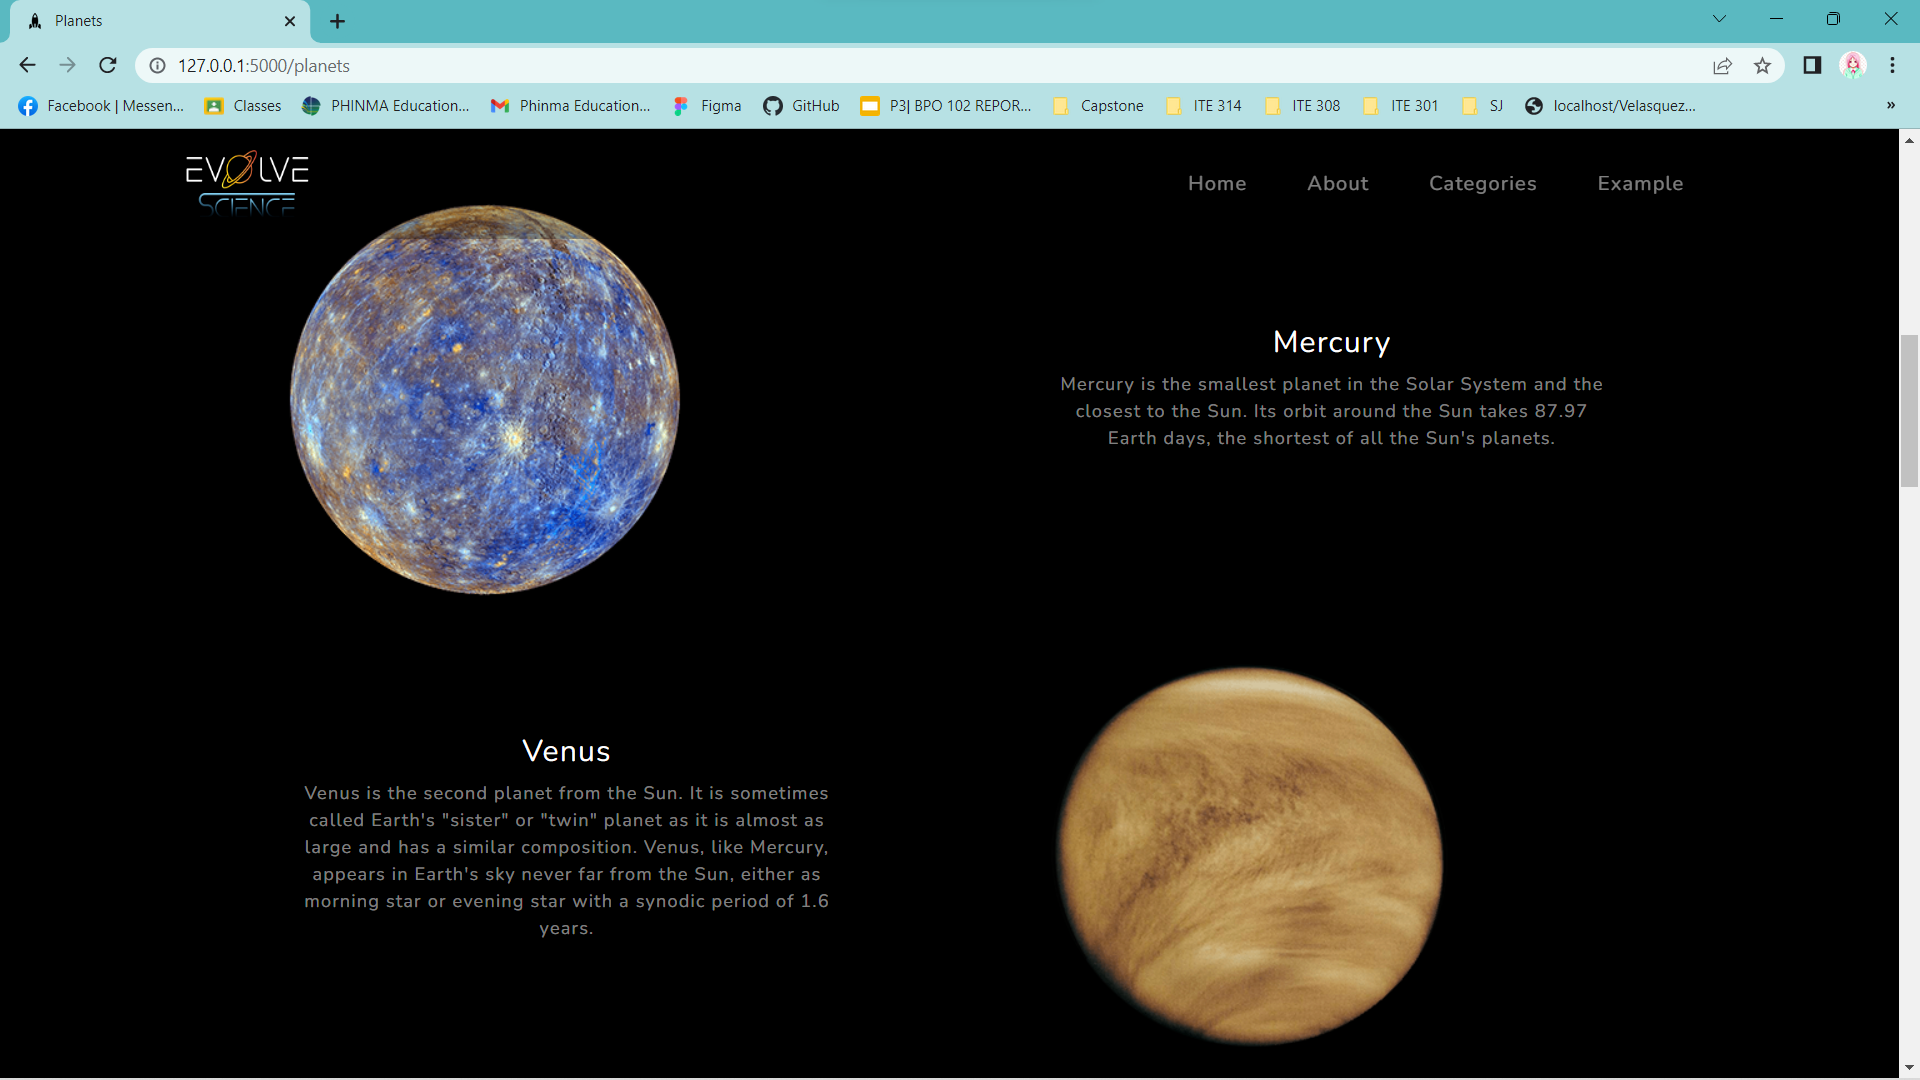 Planets
127.0.0.1:5000/planets
Facebook | Messen...
Classes
PHINMA Education...
Phinma Education...
Figma
GitHub
P3| BPO 102 REPOR...
Capstone
ITE 314
ITE 308
ITE 301
SJ
localhost/Velasquez...
»
EVOLVE
SCIENCE
Home
About
Categories
Example
Mercury
Mercury is the smallest planet in the Solar System and the
closest to the Sun. Its orbit around the Sun takes 87.97
Earth days, the shortest of all the Sun's planets.
Venus
Venus is the second planet from the Sun. It is sometimes
called Earth's "sister" or "twin" planet as it is almost as
large and has a similar composition. Venus, like Mercury,
appears in Earth's sky never far from the Sun, either as
morning star or evening star with a synodic period of 1.6
years.